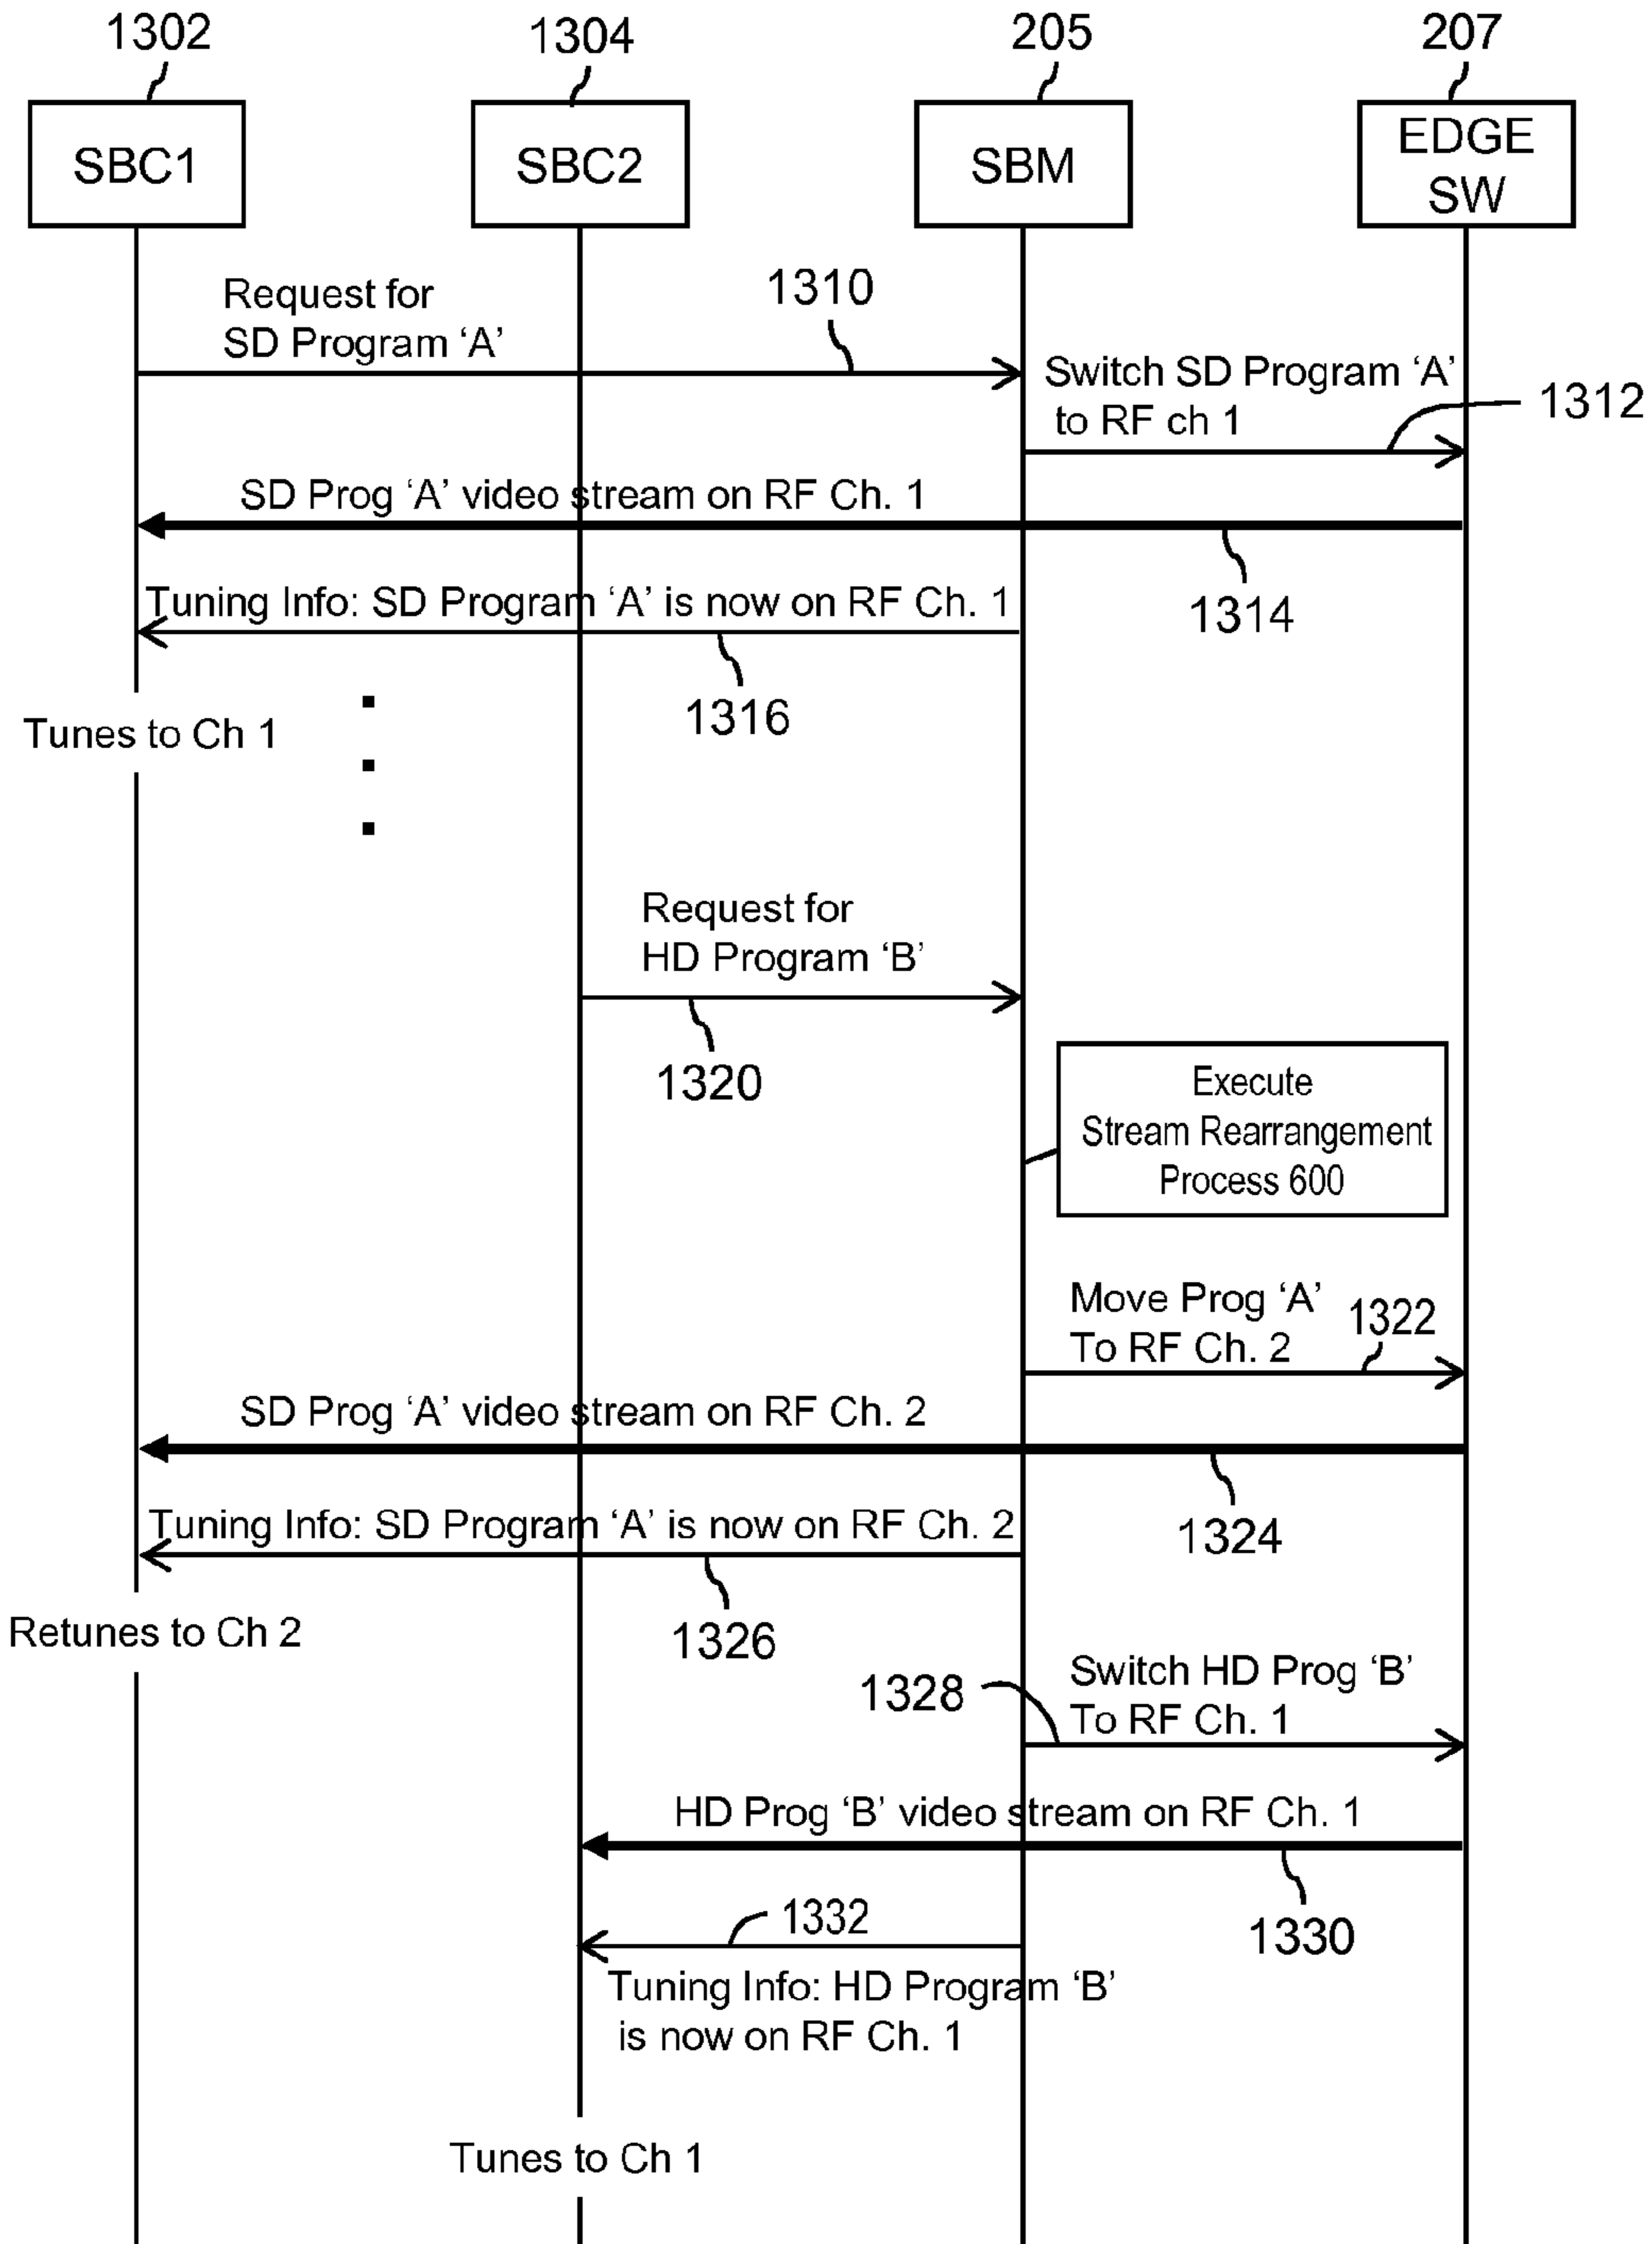 1302
1304
205
207
SBC1
SBC2
SBM
EDGE
SW
Request for
SD Program ‘A’
1310
Switch SD Program ‘A’
to RF ch 1
1312
SD Prog ‘A’ video stream on RF Ch. 1
1314
Tuning Info: SD Program ‘A’ is now on RF Ch. 1
1316
Tunes to Ch 1
Request for
HD Program ‘B’
1320
Execute
Stream Rearrangement
Process 600
Move Prog ‘A’
To RF Ch. 2
1322
SD Prog ‘A’ video stream on RF Ch. 2
1324
Tuning Info: SD Program ‘A’ is now on RF Ch. 2
1326
Retunes to Ch 2
1328
Switch HD Prog ‘B’
To RF Ch. 1
HD Prog ‘B’ video stream on RF Ch. 1
1330
1332
Tuning Info: HD Program ‘B’
is now on RF Ch. 1
Tunes to Ch 1